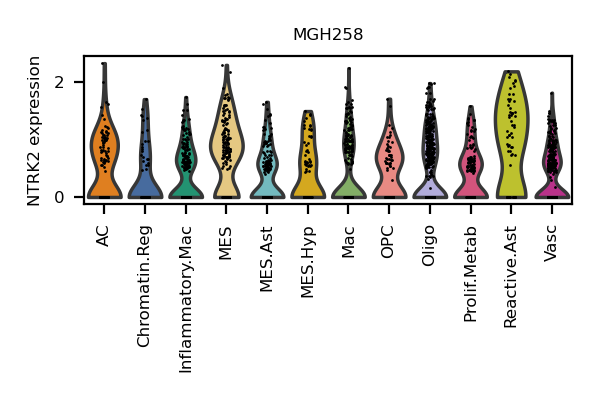 MGH258
NTRK2 expression
2
0
AC
Chromatin.Reg
Inflammatory.Mac
MES
MES.Ast
MES.Hyp
Mac
OPC
Oligo
Prolif.Metab
Reactive.Ast
Vasc